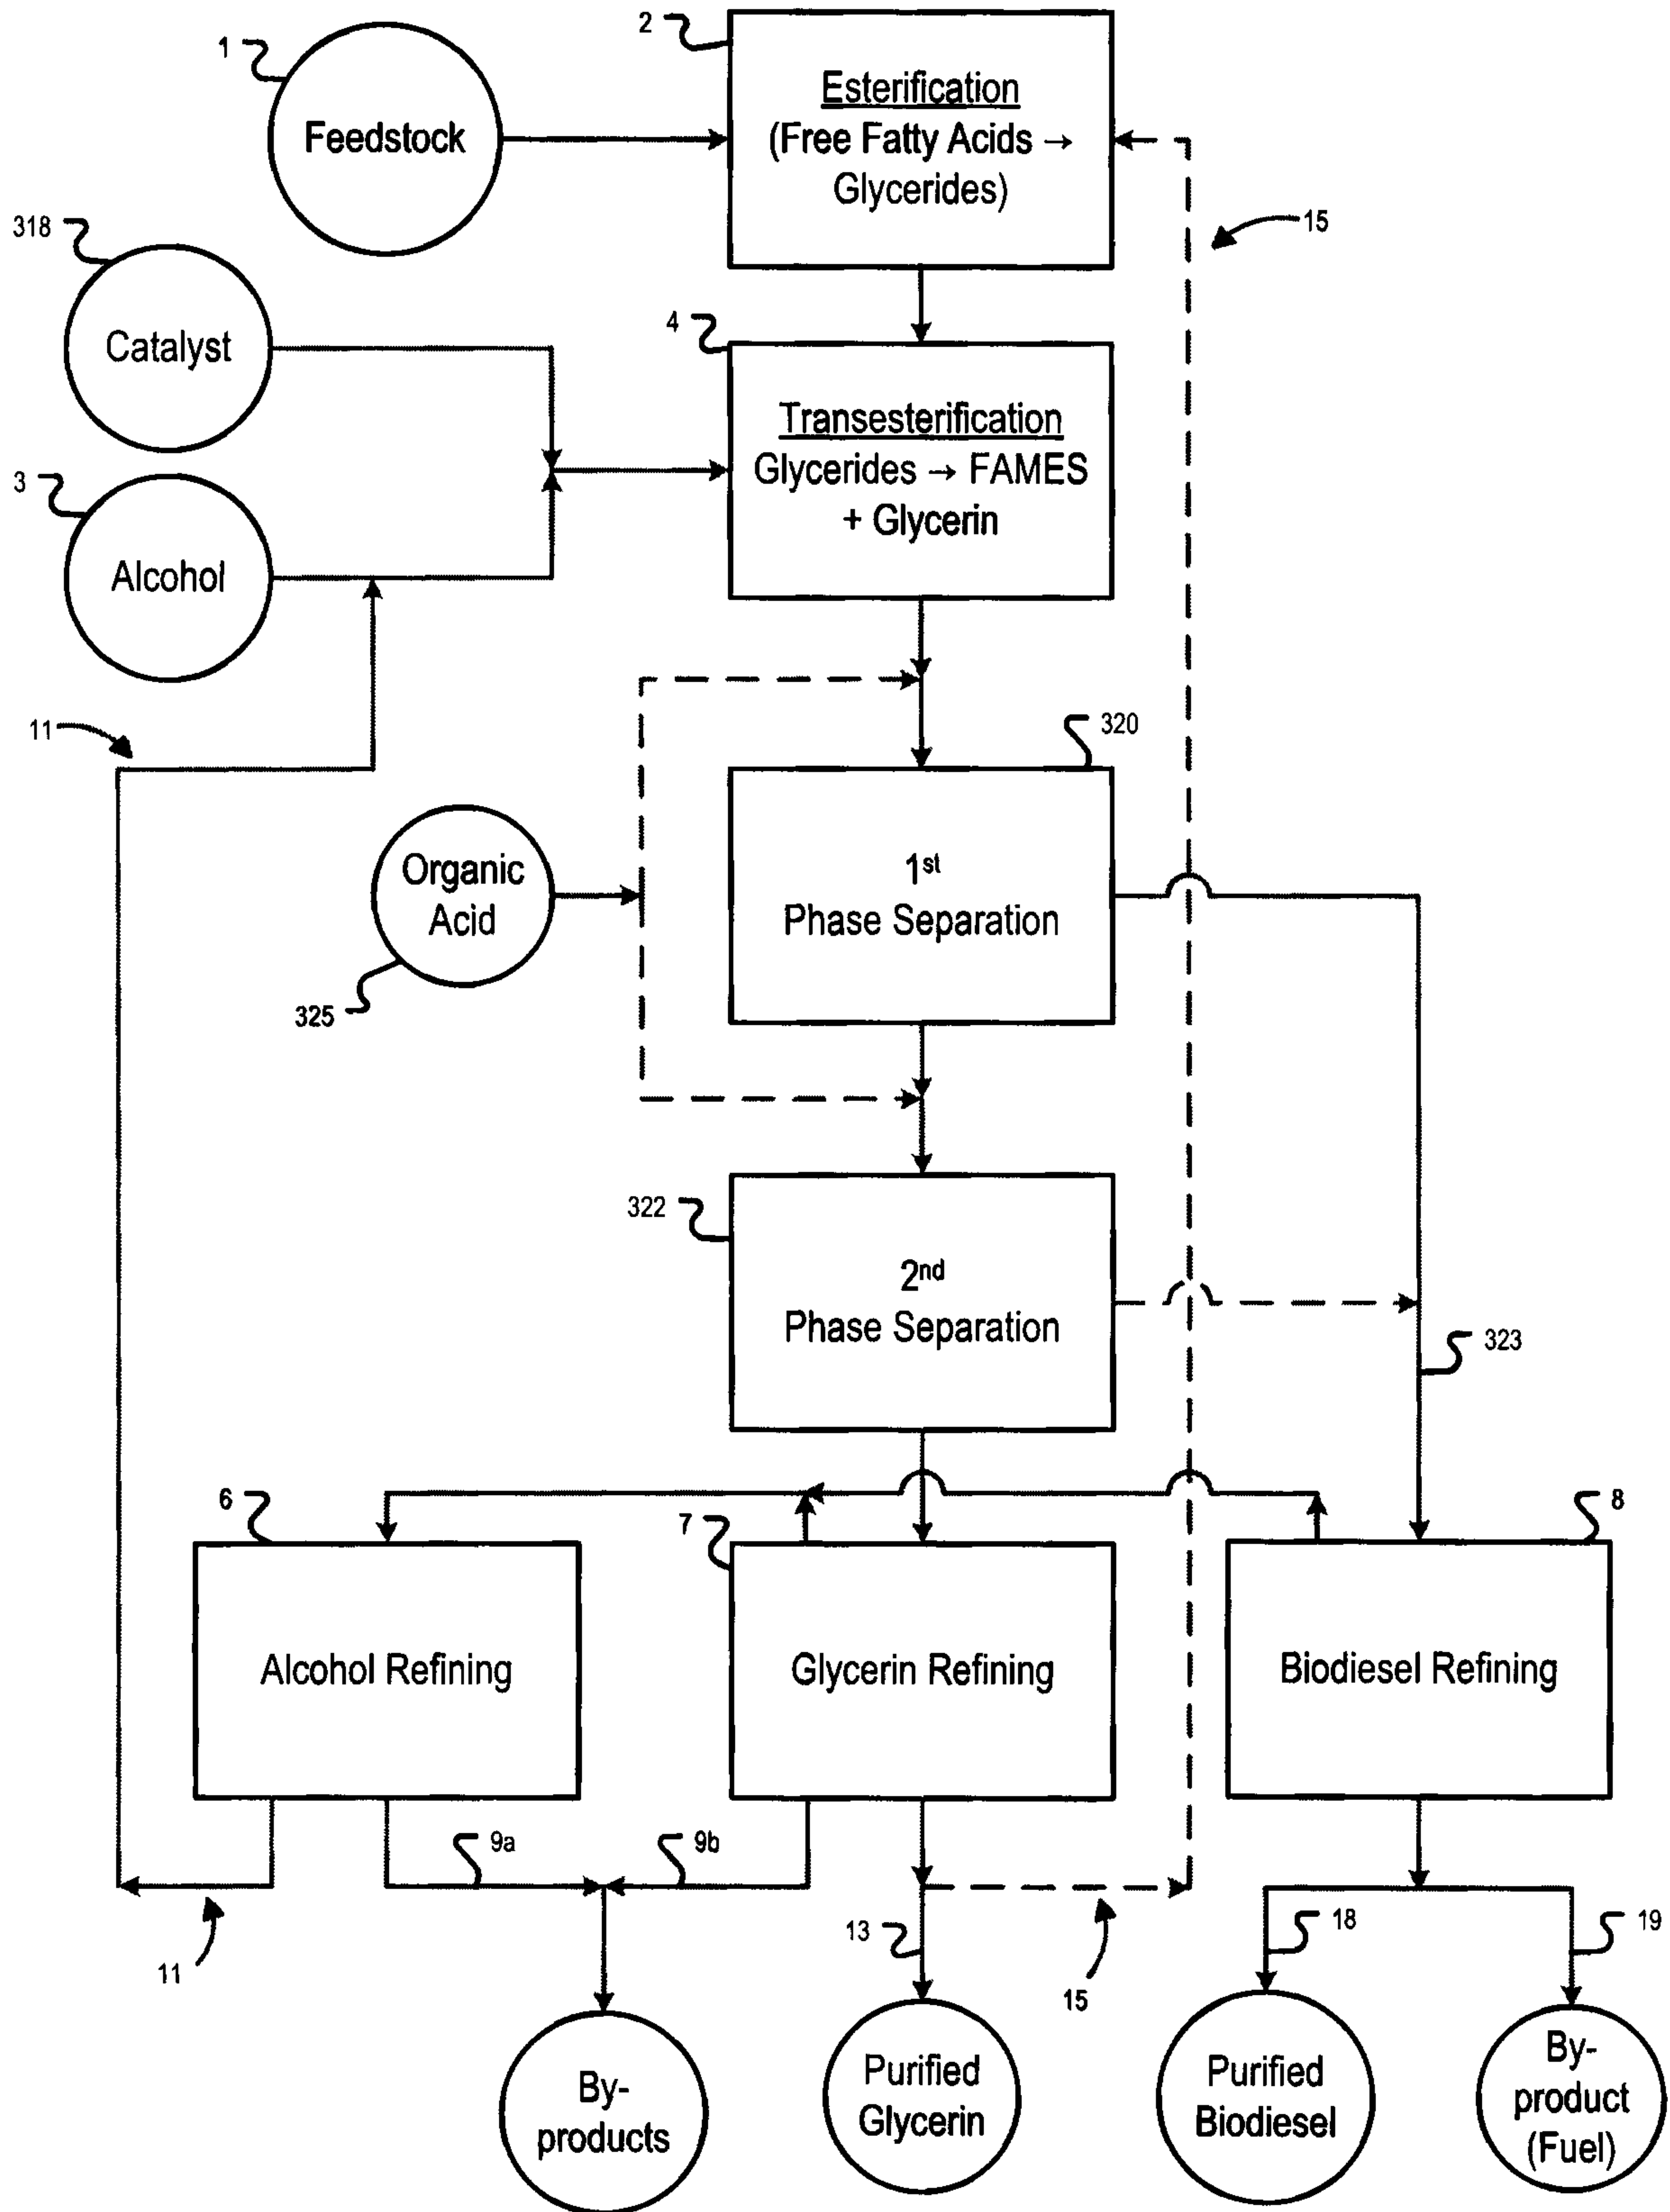 1
Feedstock
2
Esterification
(Free Fatty Acids →
Glycerides)
15
318
Catalyst
4
Transesterification
Glycerides → FAMES
+ Glycerin
3
Alcohol
11
320
Organic
Acid
325
1st
Phase Separation
322
2nd
Phase Separation
323
6
Alcohol Refining
7
Glycerin Refining
8
Biodiesel Refining
9a
9b
11
13
15
18
19
By-
products
Purified
Glycerin
Purified
Biodiesel
By-
product
(Fuel)